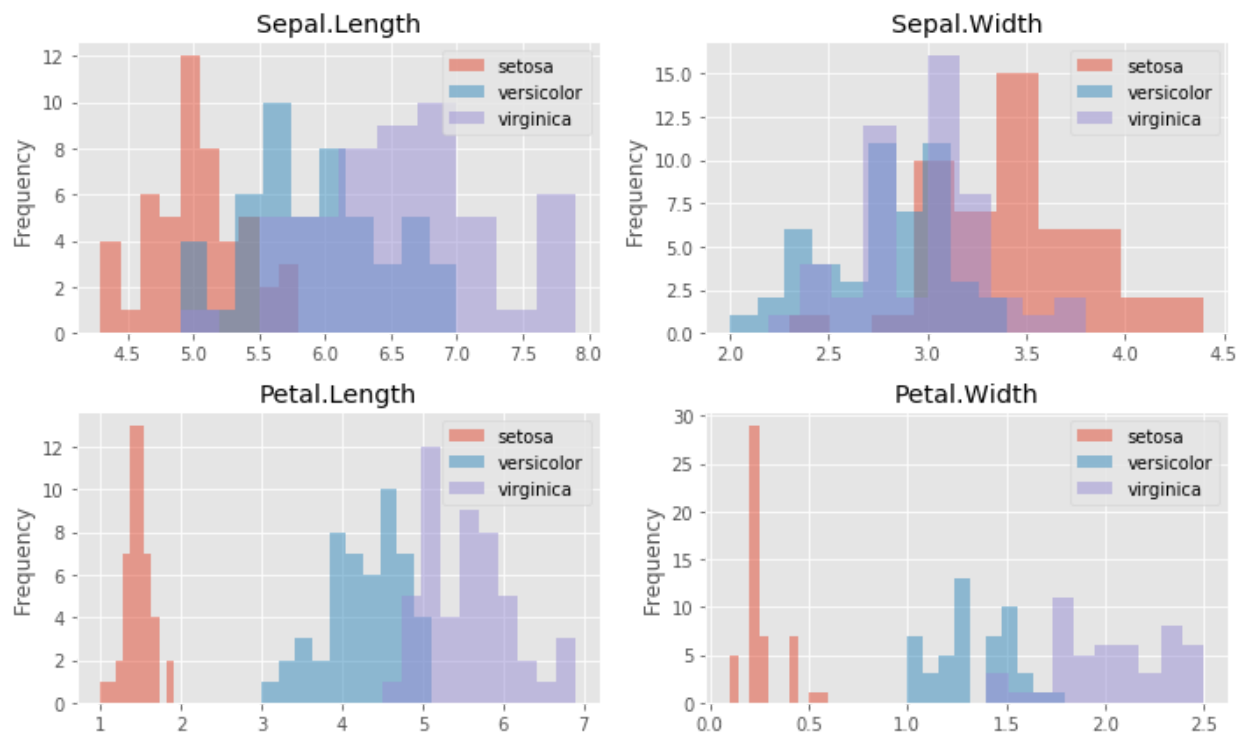 Sepal.Length
Frequency
12
10
8
6
4
2
0
4.5 5.0 5.5 6.0 6.5 7.0 7.5 8.0
setosa
versicolor
virginica
Sepal.Width
Frequency
15.0
12.5
10.0
7.5
5.0
2.5
0.0
2.0 2.5 3.0 3.5 4.0 4.5
setosa
versicolor
virginica
Petal.Length
Frequency
12
10
8
6
4
2
0
1 2 3 4 5 6 7
setosa
versicolor
virginica
Petal.Width
Frequency
30
25
20
15
10
5
0
0.0 0.5 1.0 1.5 2.0 2.5
setosa
versicolor
virginica